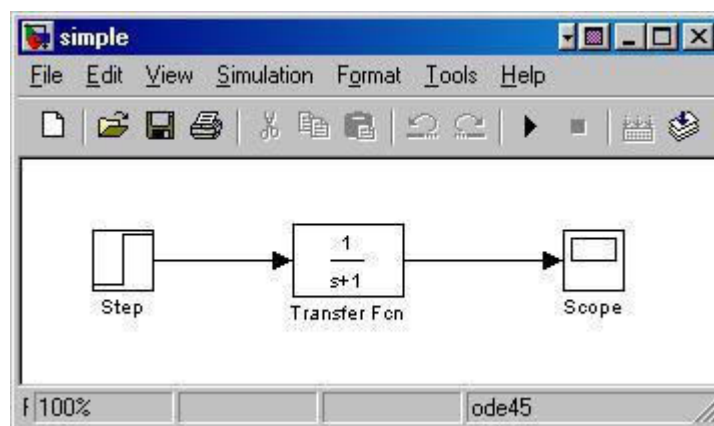 simple
File Edit View Simulation Format Tools Help
1
s+1
Step
Transfer Fcn
Scope
100%
ode45